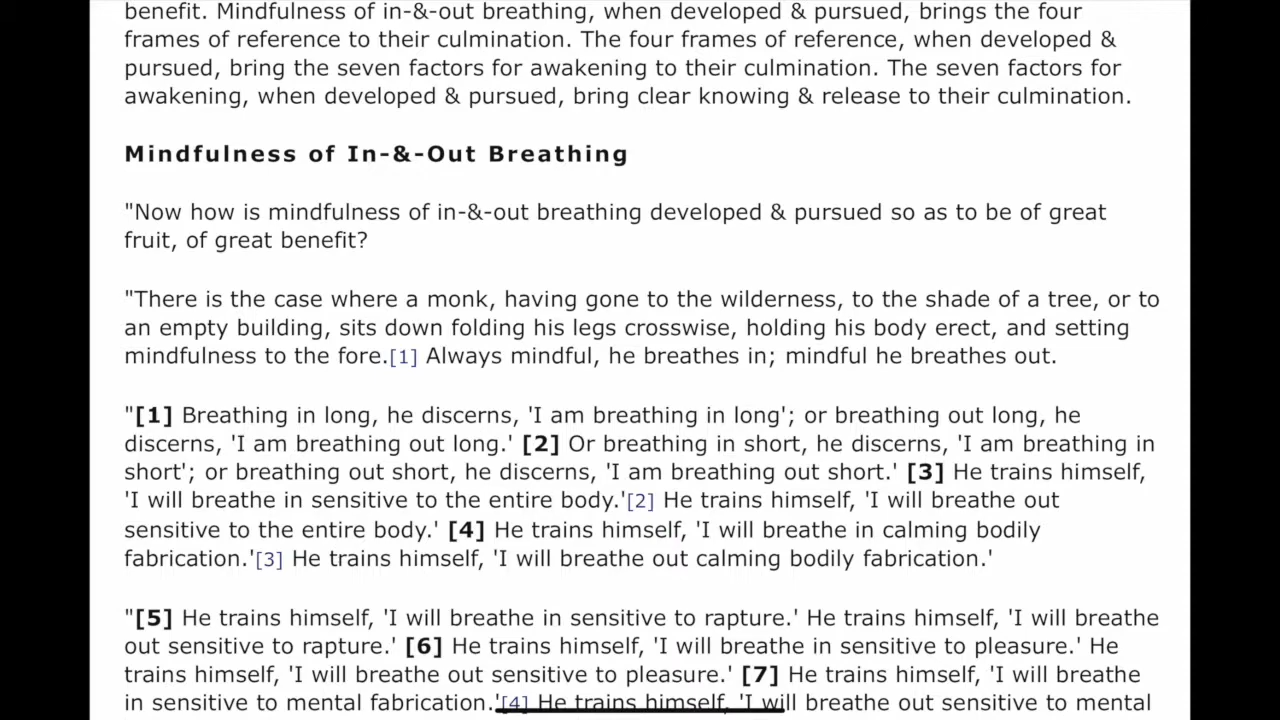 benefit. Mindfulness of in-&-out breathing, when developed & pursued, brings the four
frames of reference to their culmination. The four frames of reference, when developed &
pursued, bring the seven factors for awakening to their culmination. The seven factors for
awakening, when developed & pursued, bring clear knowing & release to their culmination.
Mindfulness of In-&-Out Breathing
"Now how is mindfulness of in-&-out breathing developed & pursued so as to be of great
fruit, of great benefit?
"There is the case where a monk, having gone to the wilderness, to the shade of a tree, or to
an empty building, sits down folding his legs crosswise, holding his body erect, and setting
mindfulness to the fore.[1] Always mindful, he breathes in; mindful he breathes out.
"[1] Breathing in long, he discerns, 'I am breathing in long'; or breathing out long, he
discerns, 'I am breathing out long.' [2] Or breathing in short, he discerns, 'I am breathing in
short'; or breathing out short, he discerns, 'I am breathing out short.' [3] He trains himself,
'I will breathe in sensitive to the entire body.'[2] He trains himself, 'I will breathe out
sensitive to the entire body.' [4] He trains himself, 'I will breathe in calming bodily
fabrication.'[3] He trains himself, 'I will breathe out calming bodily fabrication.'
"[5] He trains himself, 'I will breathe in sensitive to rapture.' He trains himself, 'I will breathe
out sensitive to rapture.' [6] He trains himself, 'I will breathe in sensitive to pleasure.' He
trains himself, 'I will breathe out sensitive to pleasure.' [7] He trains himself, 'I will breathe
in sensitive to mental fabrication.'[4] He trains himself, 'I will breathe out sensitive to mental